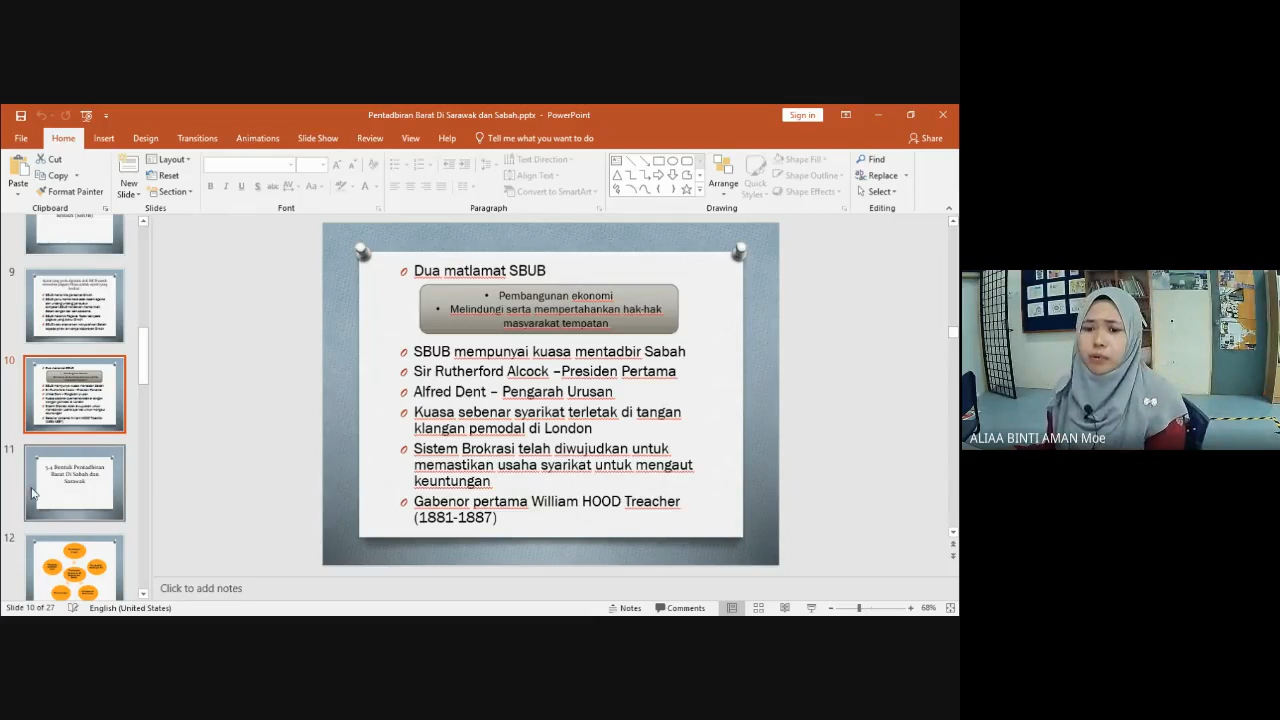 Pentadbiran Barat Di Sarawak dan Sabah.pptx - PowerPoint
Sign in
File Home Insert Design Transitions Animations Slide Show Review View Help Tell me what you want to do Share
Paste
Cut
Copy
Format Painter
Clipboard
New
Slide
Layout
Reset
Section
Slides
B I U S abc AV Aa A
Font
Text Direction
Align Text
Convert to SmartArt
Paragraph
Arrange
Quick
Styles
Shape Fill
Shape Outline
Shape Effects
Drawing
Find
Replace
Select
Editing
9
10
11
5.4 Bentuk Pentadbiran
Barat Di Sabah dan
Sarawak
12
Dua matlamat SBUB
• Pembangunan ekonomi
• Melindungi serta mempertahankan hak-hak
masyarakat tempatan
SBUB mempunyai kuasa mentadbir Sabah
Sir Rutherford Alcock –Presiden Pertama
Alfred Dent – Pengarah Urusan
Kuasa sebenar syarikat terletak di tangan
klangan pemodal di London
Sistem Brokrasi telah diwujudkan untuk
memastikan usaha syarikat untuk mengaut
keuntungan
Gabenor pertama William HOOD Treacher
(1881-1887)
Click to add notes
Slide 10 of 27 English (United States) Notes Comments 68%
ALIAA BINTI AMAN Moe